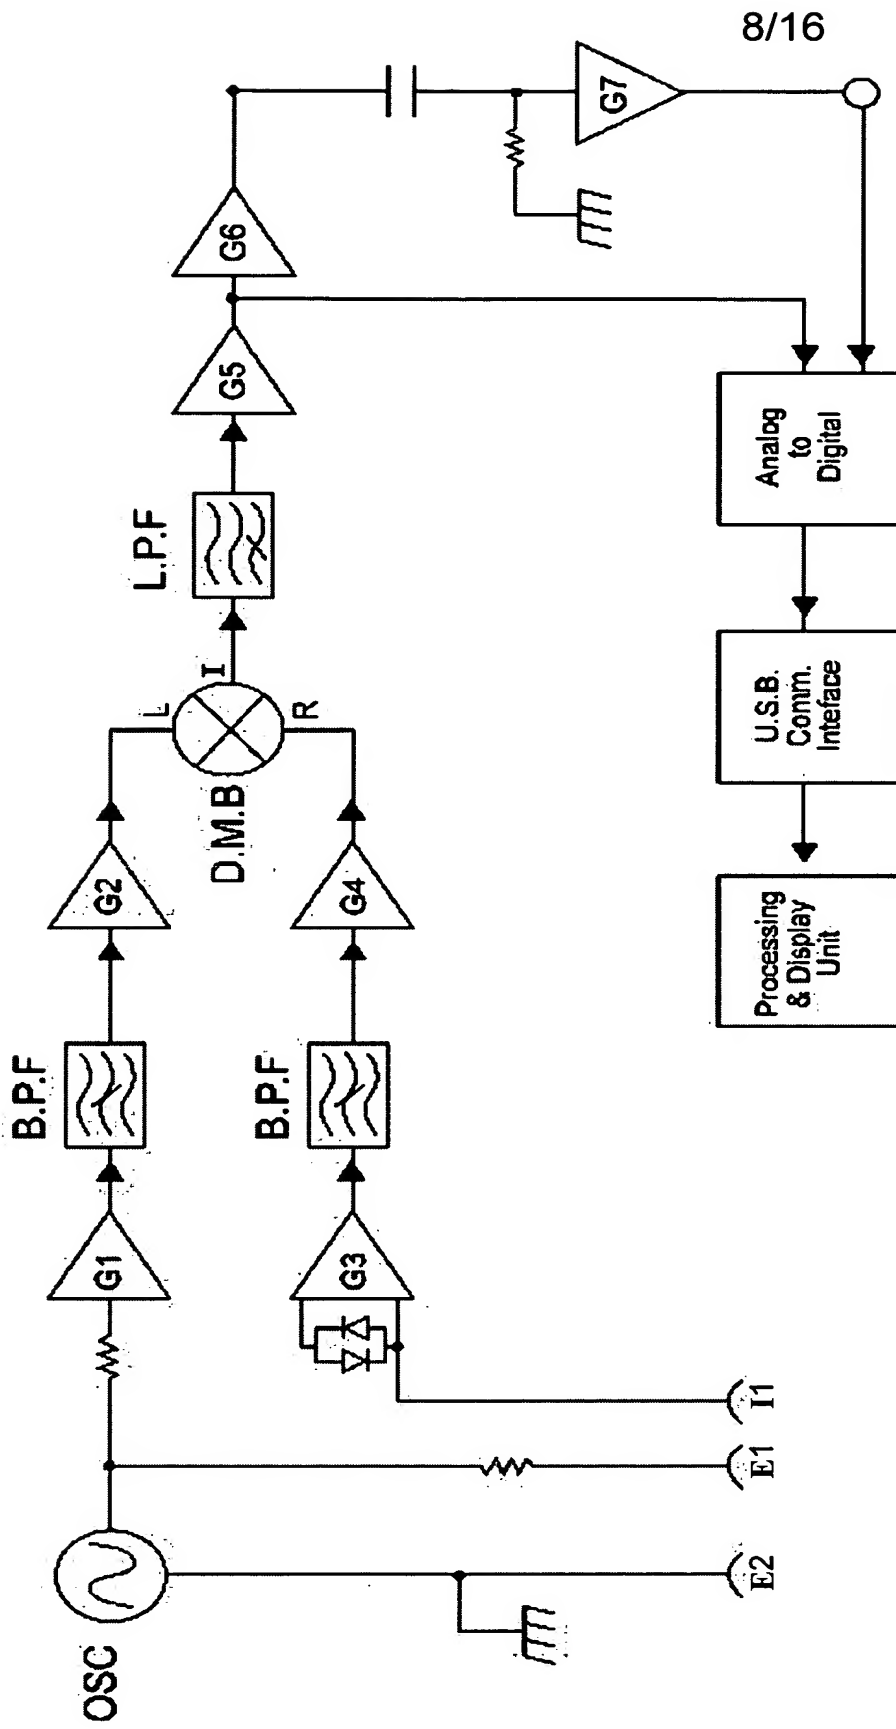 8/16
OSC
G1
B.P.F
G2
L
D.M.B
I
R
L.P.F
G5
G6
G7
G3
B.P.F
G4
E2
E1
I1
Processing
& Display
Unit
U.S.B.
Comm.
Inteface
Analog
to
Digital